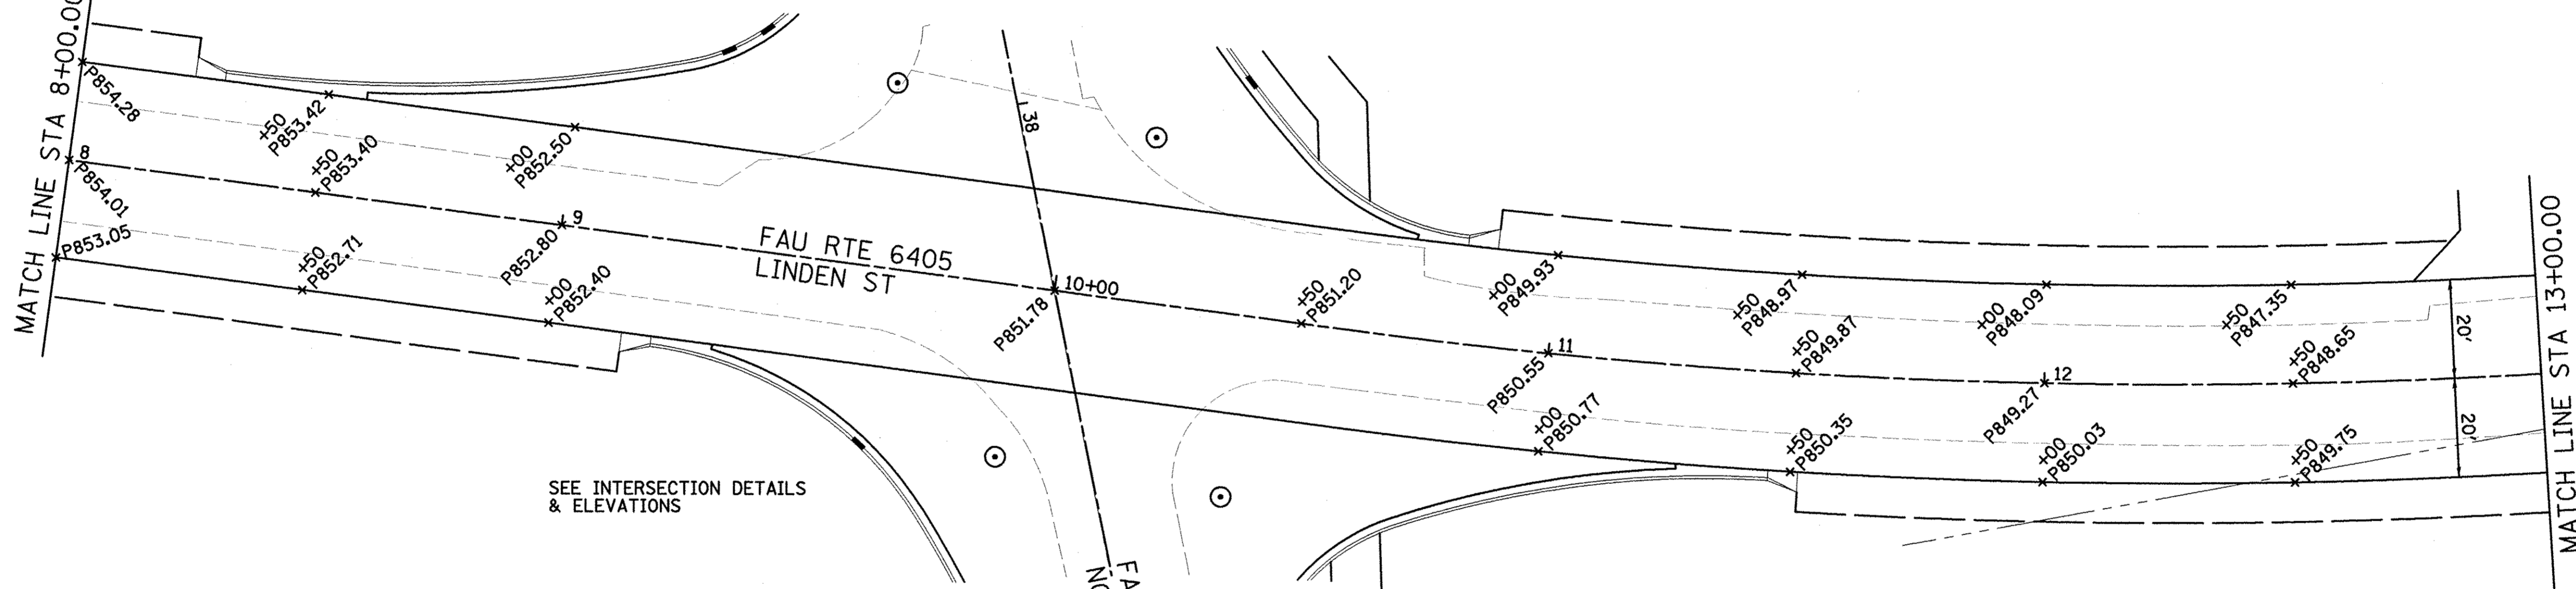 MATCH LINE STA 8+00.00
P854.28
8
P854.01
P853.05
+50
P853.42
+50
P853.40
+50
P852.71
+00
P852.50
9
P852.80
+00
P852.40
FAU RTE 6405
LINDEN ST
SEE INTERSECTION DETAILS
& ELEVATIONS
38
10+00
P851.78
+50
P851.20
+00
P849.93
11
P850.55
+00
P850.77
+50
P848.97
+50
P849.87
+50
P850.35
+00
P848.09
12
P849.27
+00
P850.03
+50
P847.35
+50
P848.65
+50
P849.75
20'
20'
MATCH LINE STA 13+00.00
FA